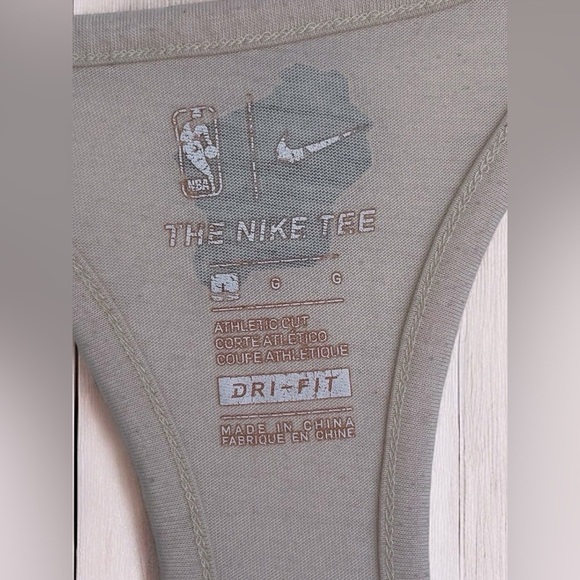 NBA
THE NIKE TEE
L G G
ATHLETIC CUT
CORTE ATLÉTICO
COUPE ATHLÉTIQUE
DRI-FIT
MADE IN CHINA
FABRIQUÉ EN CHINE